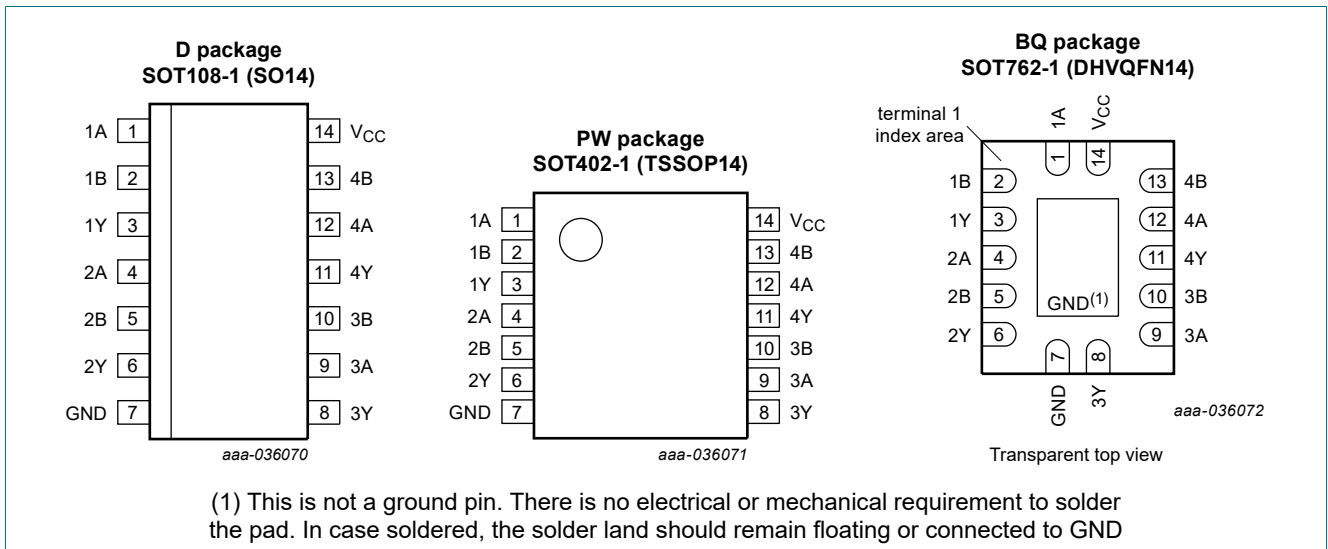 D package
SOT108-1 (SO14)
1A 1
1B 2
1Y 3
2A 4
2B 5
2Y 6
GND 7
14 VCC
13 4B
12 4A
11 4Y
10 3B
9 3A
8 3Y
aaa-036070
PW package
SOT402-1 (TSSOP14)
1A 1
1B 2
1Y 3
2A 4
2B 5
2Y 6
GND 7
14 VCC
13 4B
12 4A
11 4Y
10 3B
9 3A
8 3Y
aaa-036071
BQ package
SOT762-1 (DHVQFN14)
terminal 1
index area
1A
1
VCC
14
1B 2
1Y 3
2A 4
2B 5
2Y 6
13 4B
12 4A
11 4Y
10 3B
9 3A
GND(1)
7
GND
8
3Y
aaa-036072
Transparent top view
(1) This is not a ground pin. There is no electrical or mechanical requirement to solder
the pad. In case soldered, the solder land should remain floating or connected to GND